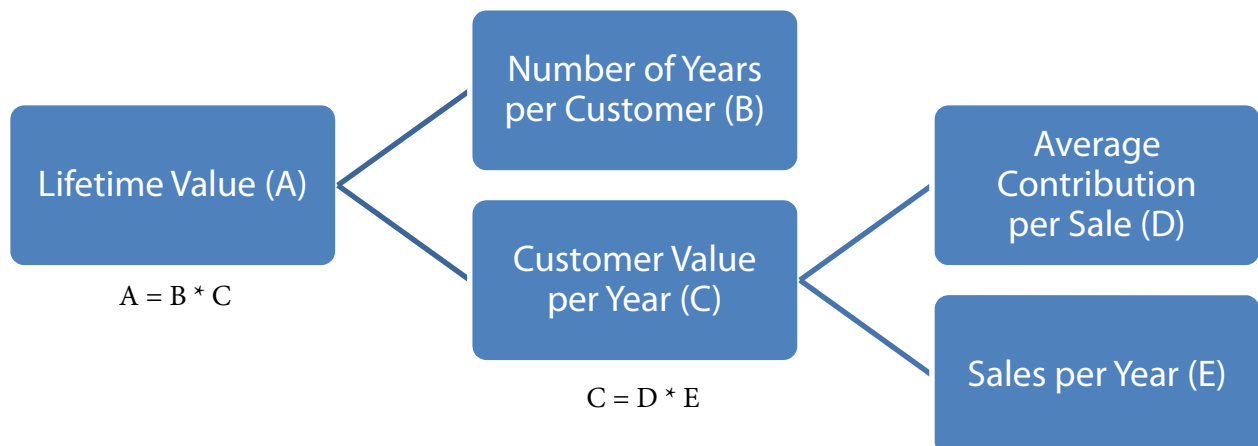 Lifetime Value (A)
A = B * C
Number of Years
per Customer (B)
Customer Value
per Year (C)
C = D * E
Average
Contribution
per Sale (D)
Sales per Year (E)